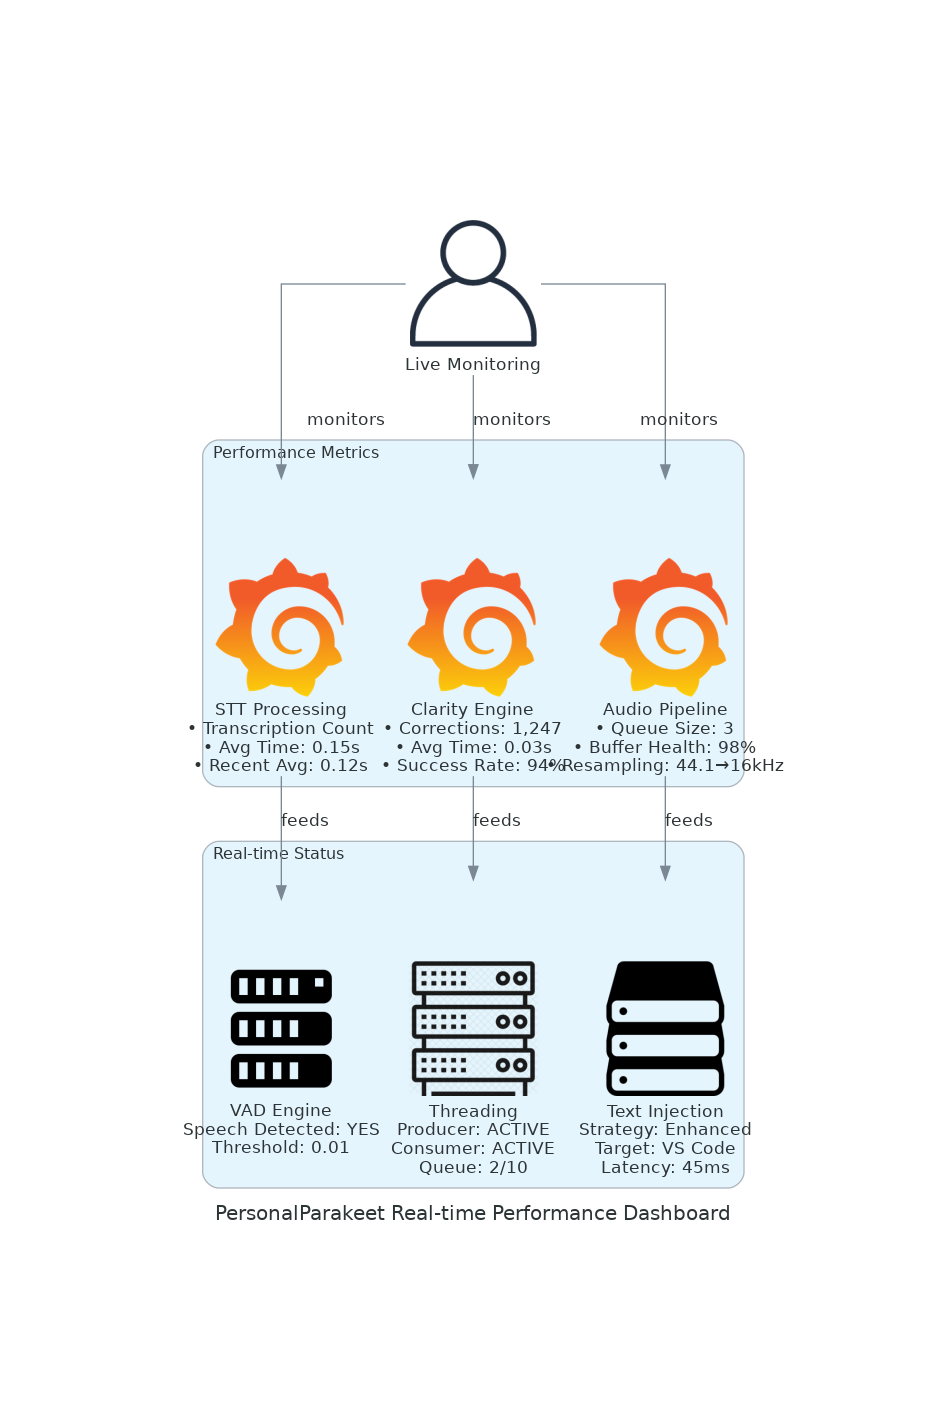 Live Monitoring
monitors
monitors
monitors
Performance Metrics
STT Processing
• Transcription Count
• Avg Time: 0.15s
• Recent Avg: 0.12s
Clarity Engine
• Corrections: 1,247
• Avg Time: 0.03s
• Success Rate: 94%
Audio Pipeline
• Queue Size: 3
• Buffer Health: 98%
• Resampling: 44.1→16kHz
feeds
feeds
feeds
Real-time Status
VAD Engine
Speech Detected: YES
Threshold: 0.01
Threading
Producer: ACTIVE
Consumer: ACTIVE
Queue: 2/10
Text Injection
Strategy: Enhanced
Target: VS Code
Latency: 45ms
PersonalParakeet Real-time Performance Dashboard